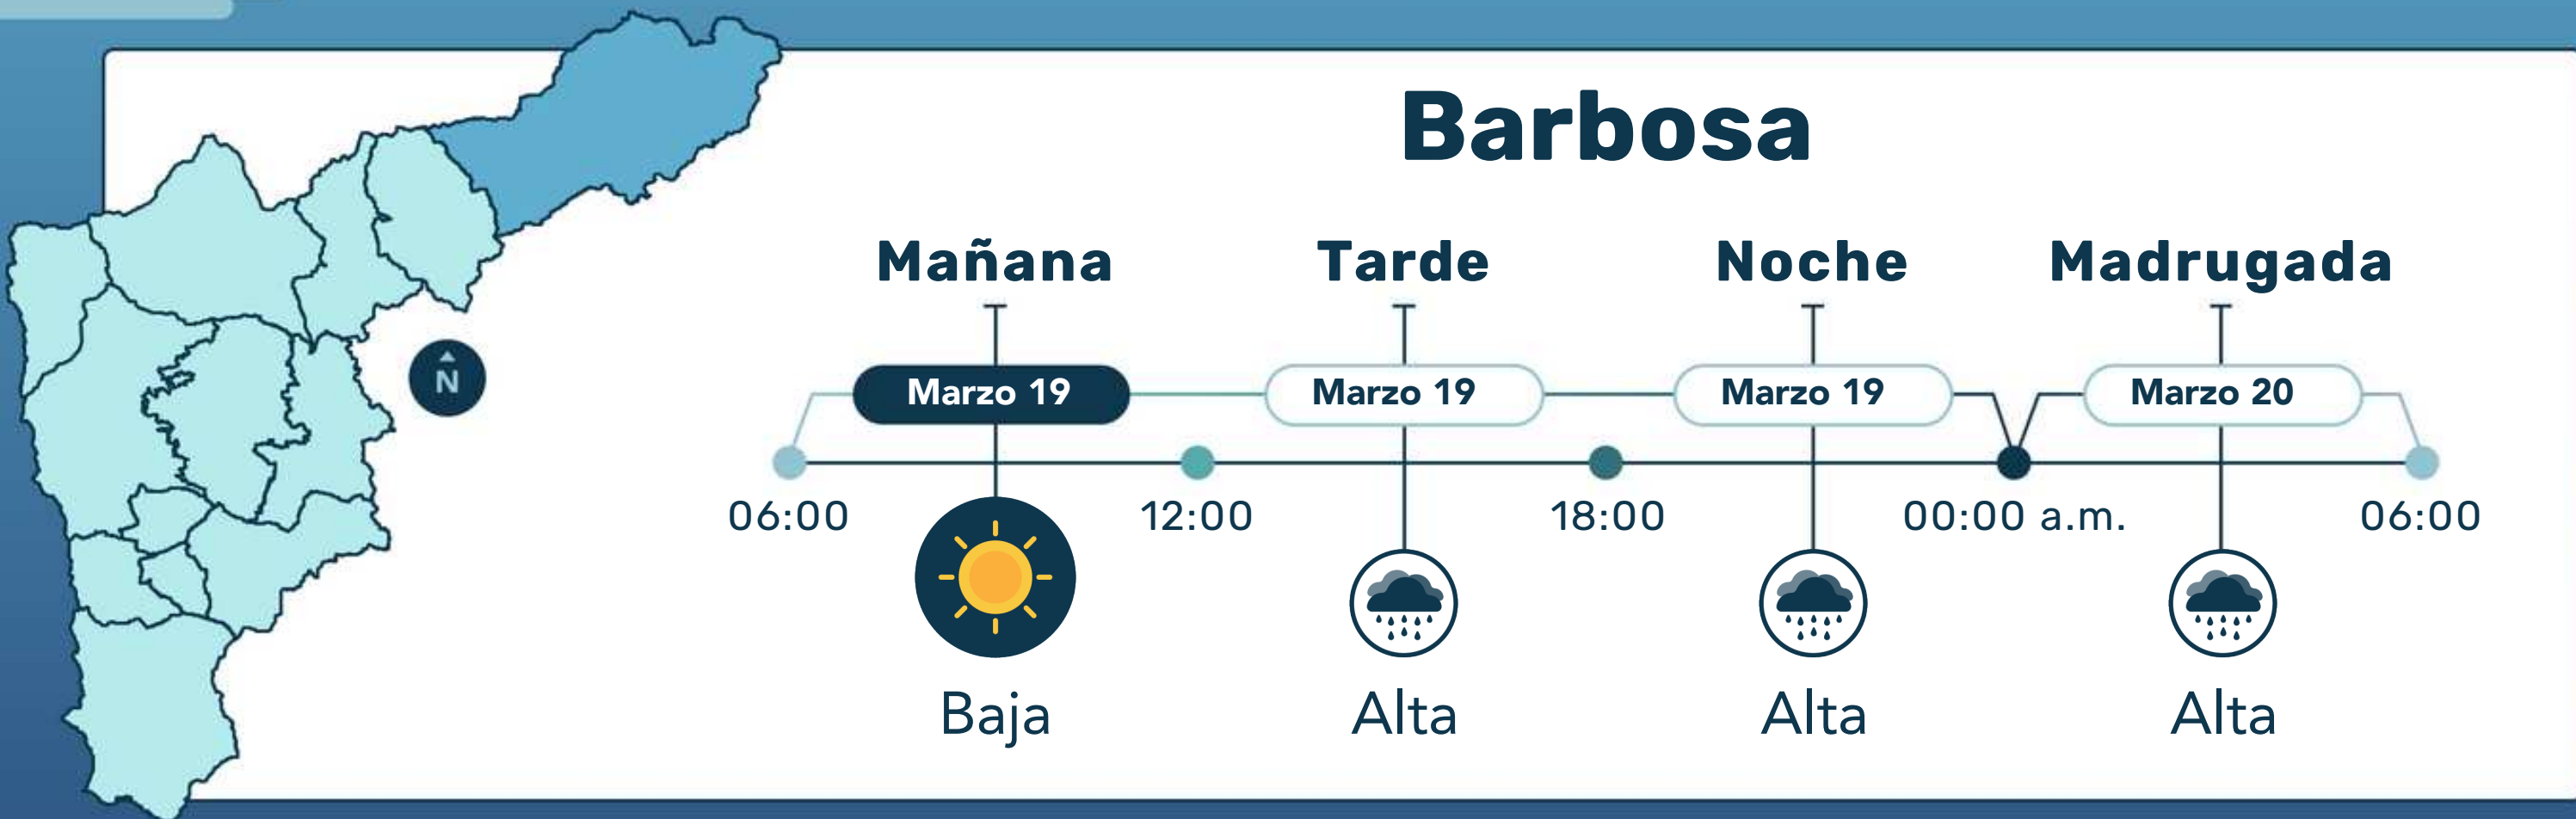 Barbosa
Mañana Tarde Noche Madrugada
Marzo 19 Marzo 19 Marzo 19 Marzo 20
N
06:00 12:00 18:00 00:00 a.m. 06:00
Baja Alta Alta Alta